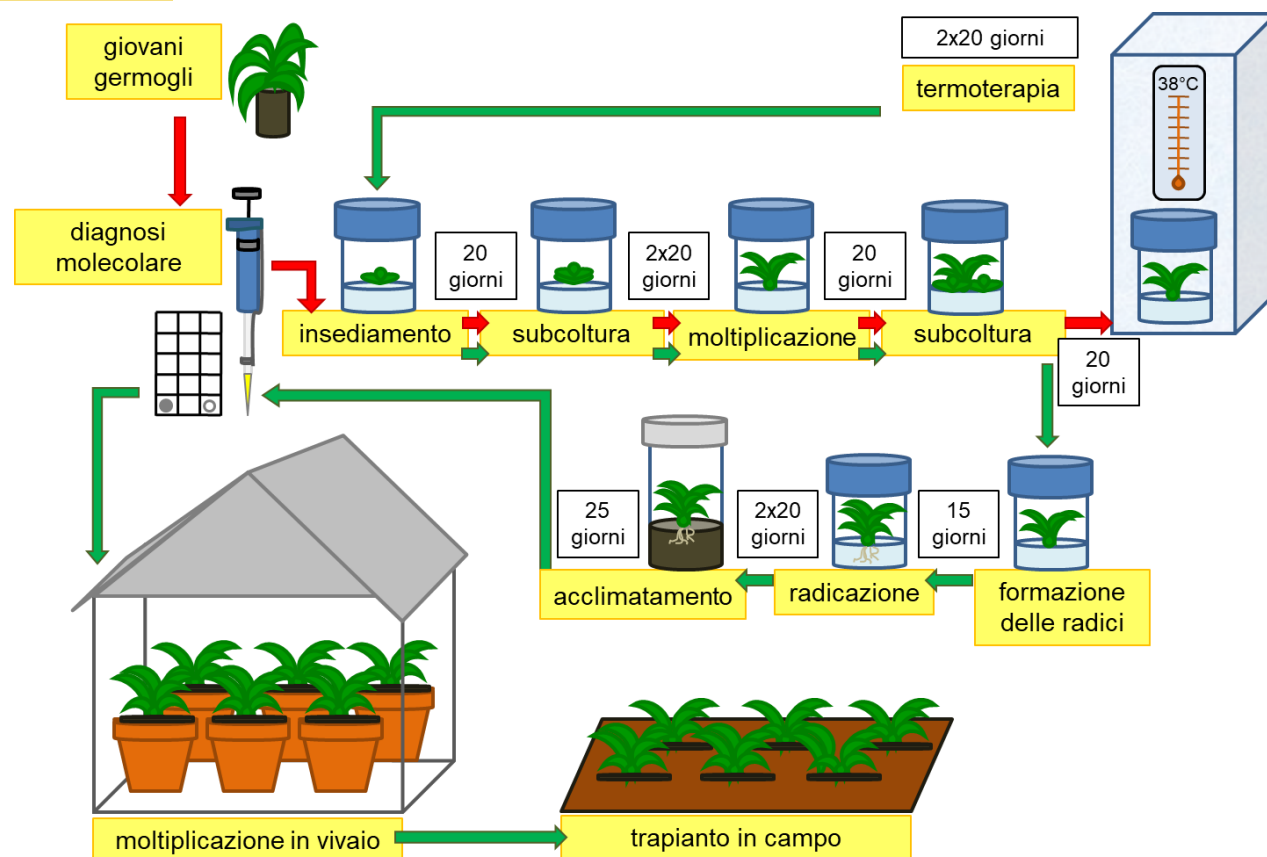 giovani
germogli
2x20 giorni
termoterapia
38°C
diagnosi
molecolare
20
giorni
2x20
giorni
20
giorni
insediamento
subcoltura
moltiplicazione
subcoltura
20
giorni
25
giorni
2x20
giorni
15
giorni
acclimatamento
radicazione
formazione
delle radici
moltiplicazione in vivaio
trapianto in campo